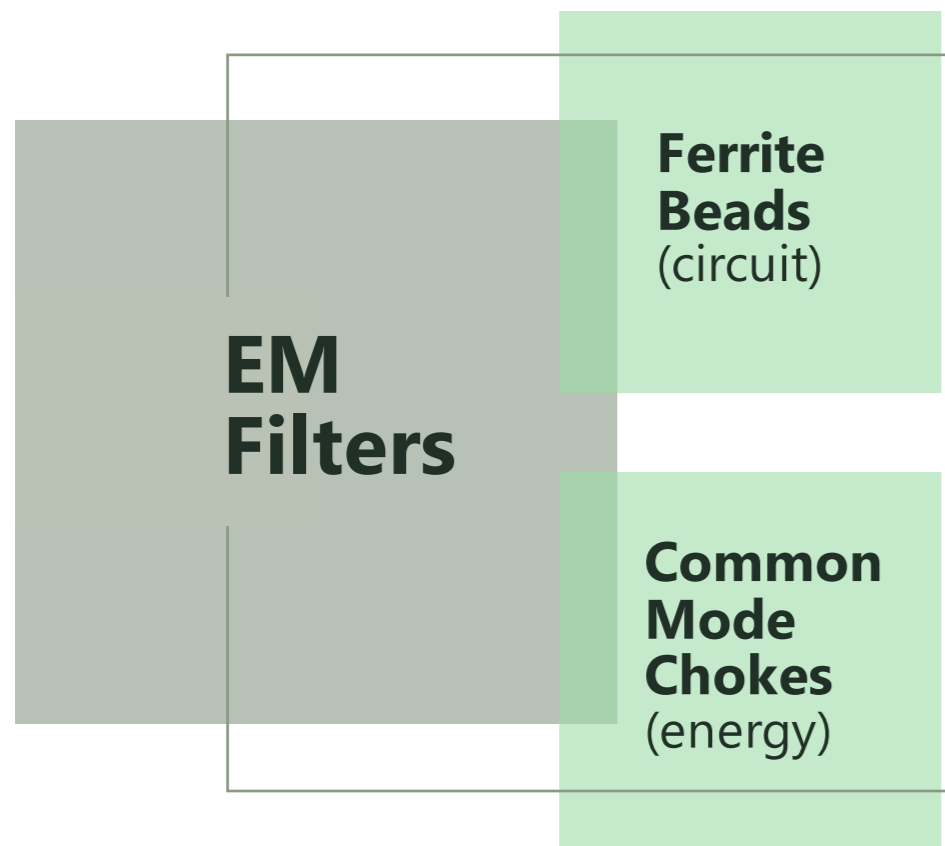 EM
Filters
Ferrite
Beads
(circuit)
Common
Mode
Chokes
(energy)